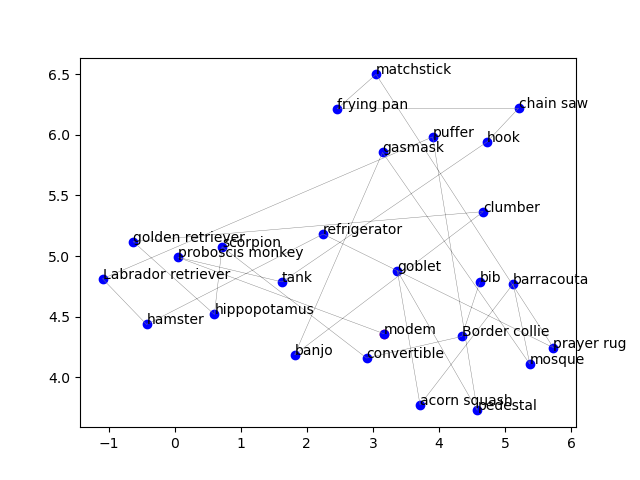 matchstick
6.5
frying pan
chain saw
6.0
puffer
hook
gasmask
5.5
clumber
golden retriever
scorpion
refrigerator
5.0
proboscis monkey
Labrador retriever
tank
goblet
bib
barracouta
4.5
hamster
hippopotamus
modem
Border collie
banjo
convertible
prayer rug
mosque
4.0
acorn squash
pedestal
−1 0 1 2 3 4 5 6